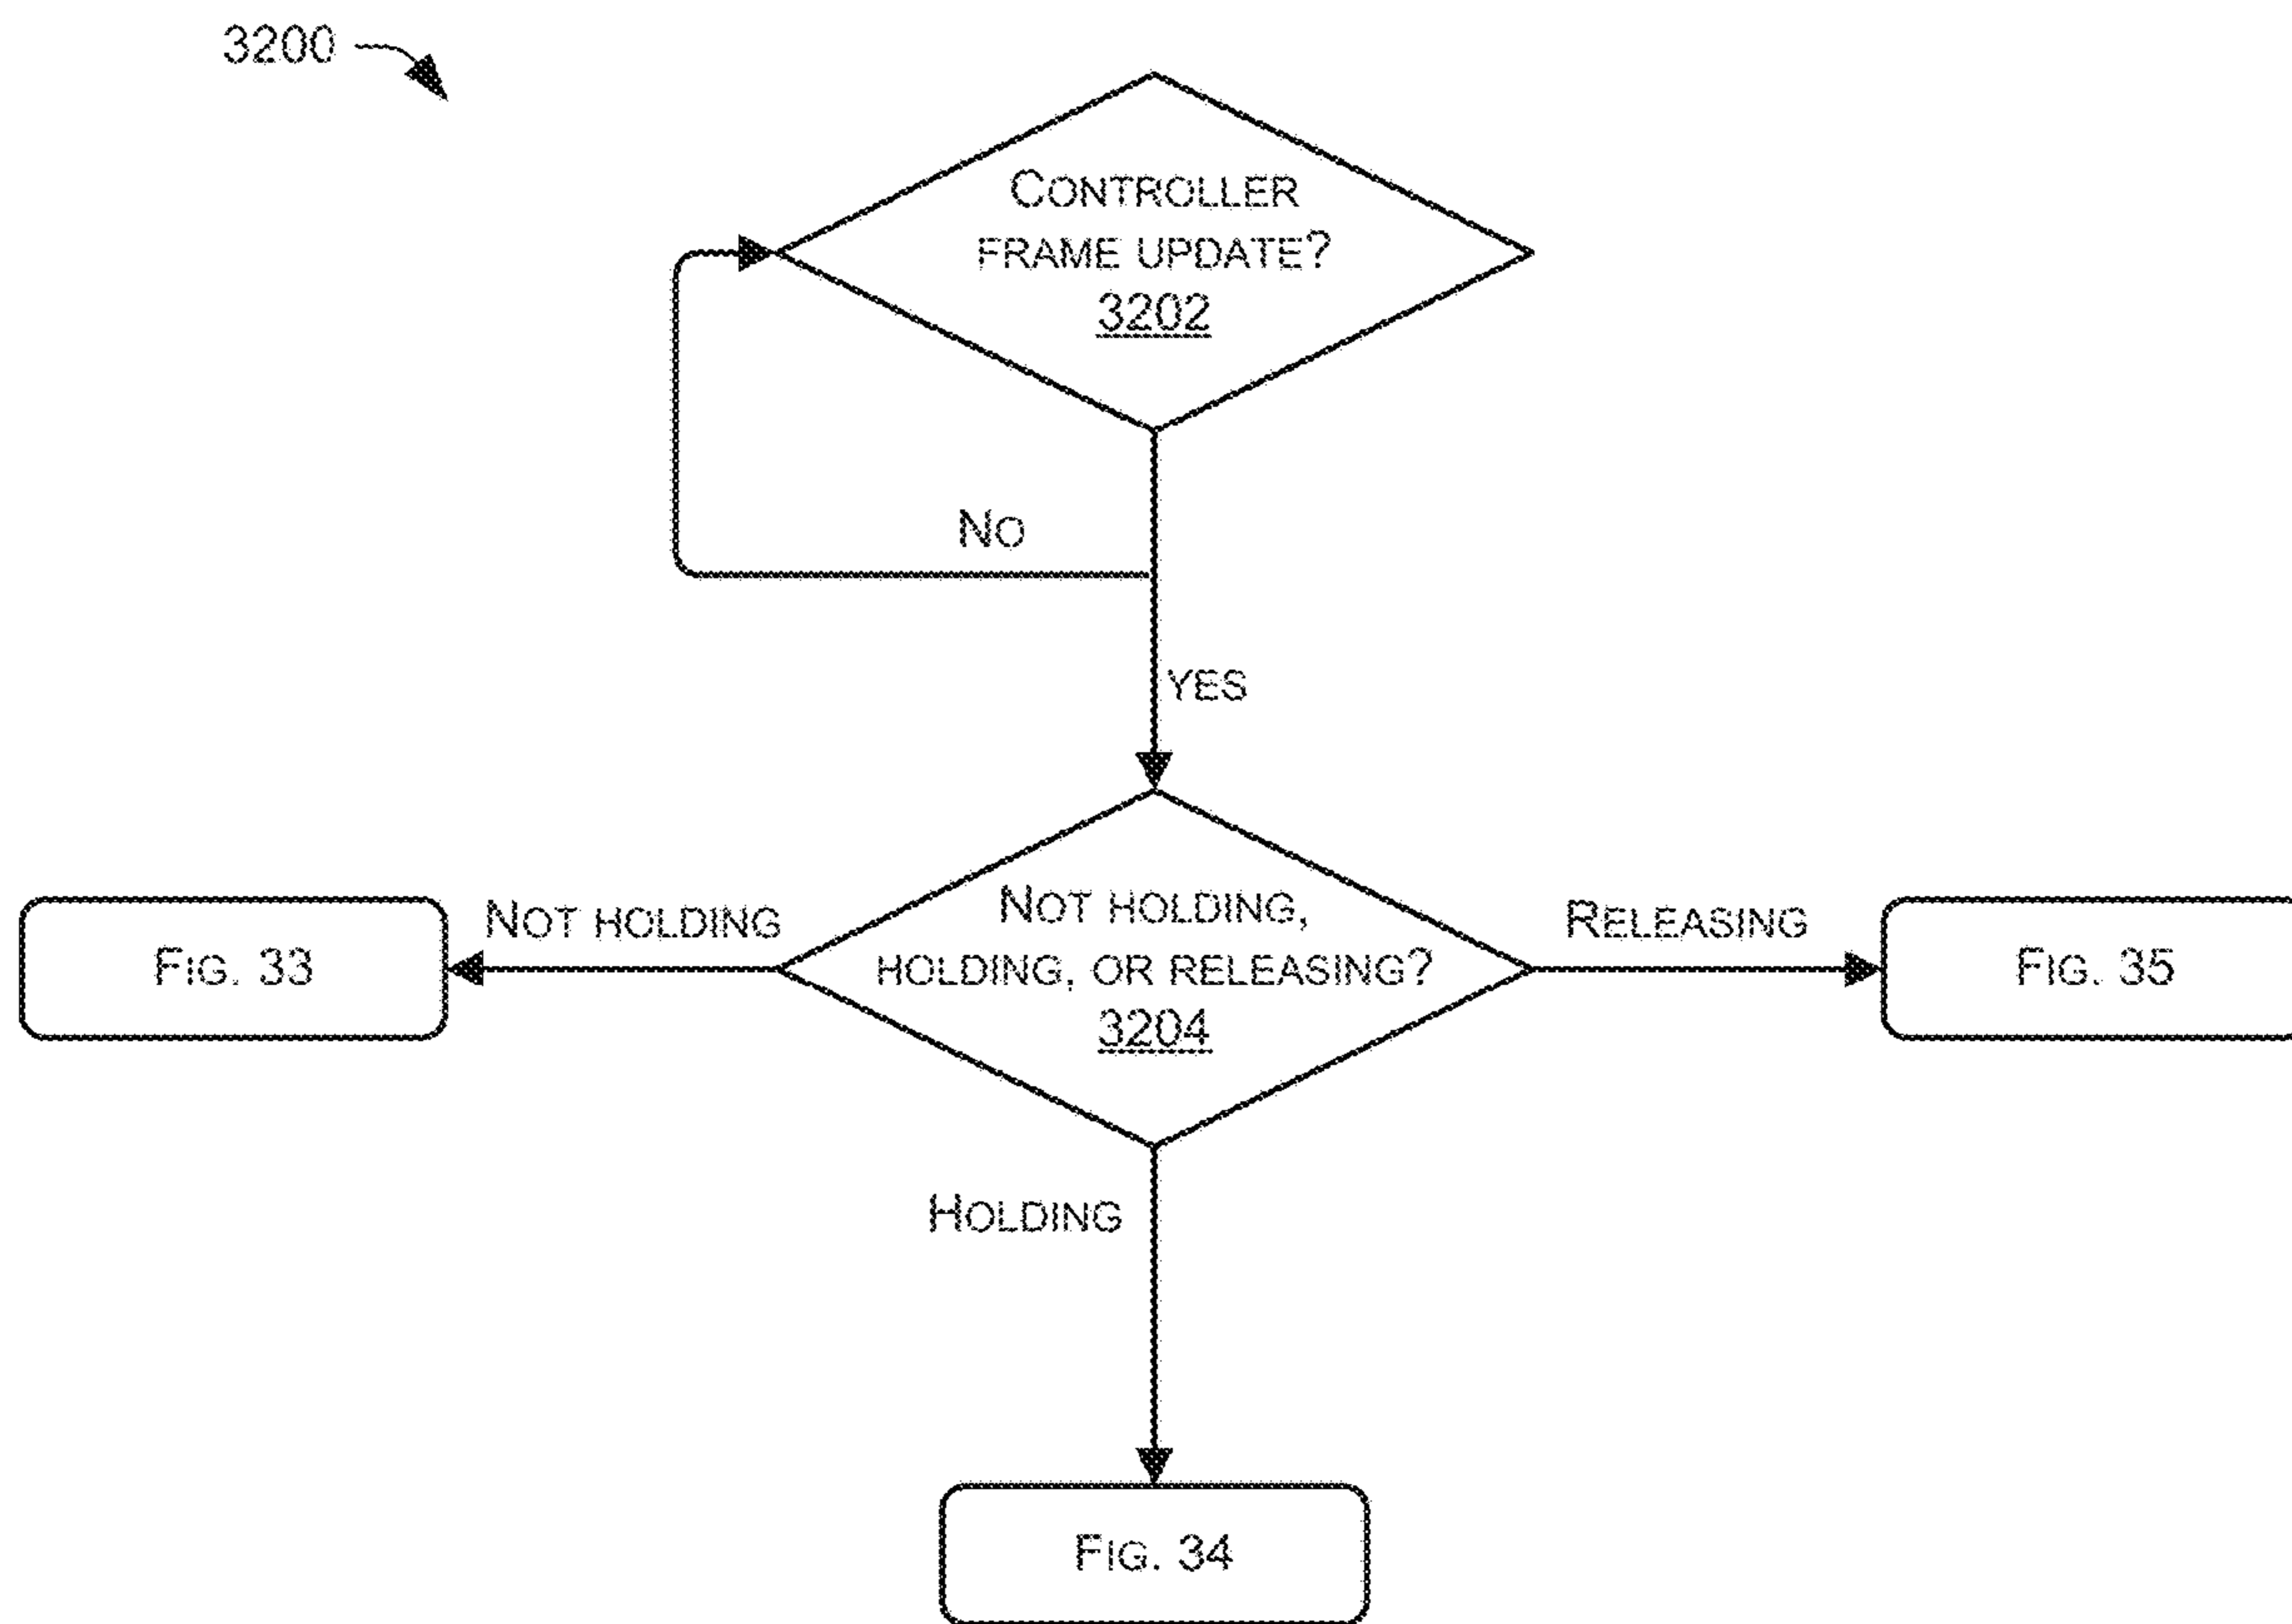 3200
CONTROLLER
FRAME UPDATE?
3202
NO
YES
NOT HOLDING,
HOLDING, OR RELEASING?
3204
NOT HOLDING
RELEASING
FIG. 33
FIG. 35
HOLDING
FIG. 34